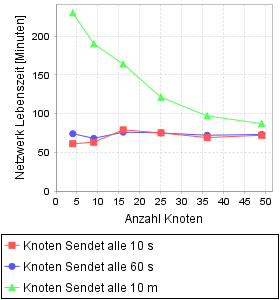 Netzwerk Lebenszeit [Minuten]
200
150
100
50
0
0 5 10 15 20 25 30 35 40 45 50
Anzahl Knoten
Knoten Sendet alle 10 s
Knoten Sendet alle 60 s
Knoten Sendet alle 10 m